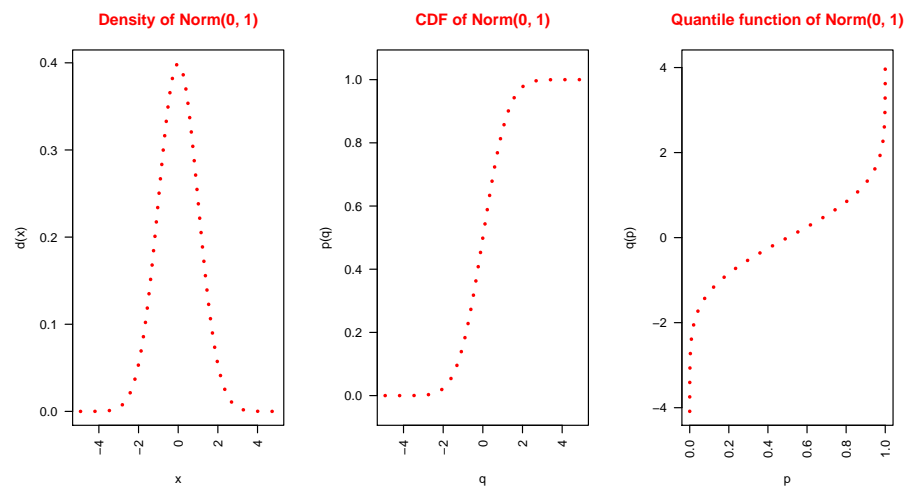 Density of Norm(0, 1)
d(x)
0.4
0.3
0.2
0.1
0.0
−4 −2 0 2 4
x
CDF of Norm(0, 1)
p(q)
1.0
0.8
0.6
0.4
0.2
0.0
−4 −2 0 2 4
q
Quantile function of Norm(0, 1)
q(p)
4
2
0
−2
−4
0.0 0.2 0.4 0.6 0.8 1.0
p